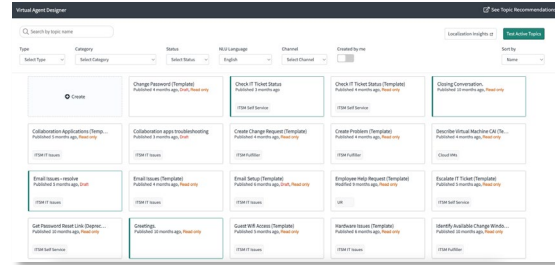 Virtual Agent Designer
See Topic Recommendations
Search by topic name
Localization Insights
Test Active Topics
Type
Category
Status
NLU Language
Channel
Created by me
Sort by
Select Type
Select Category
Select Status
English
Select Channel
Name
Create
Change Password (Template)
Published 4 months ago, Draft, Read only
Check IT Ticket Status
Published 3 months ago
ITSM Self Service
Check IT Ticket Status (Template)
Published 4 months ago, Read only
ITSM Self Service
Closing Conversation.
Published 10 months ago, Read only
Collaboration Applications (Temp...
Published 5 months ago, Read only
ITSM IT Issues
Collaboration apps troubleshooting
Published 3 months ago, Draft
ITSM IT Issues
Create Change Request (Template)
Published 4 months ago, Read only
ITSM Fulfiller
Create Problem (Template)
Published 4 months ago, Read only
ITSM Fulfiller
Describe Virtual Machine CAI (Te...
Published 4 months ago, Read only
Cloud VMs
Email Issues - resolve
Published 3 months ago, Draft
ITSM IT Issues
Email Issues (Template)
Published 4 months ago, Read only
ITSM IT Issues
Email Setup (Template)
Published 6 months ago, Draft, Read only
ITSM IT Issues
Employee Help Request (Template)
Modified 9 months ago, Read only
Escalate IT Ticket (Template)
Published 5 months ago, Read only
ITSM Self Service
Get Password Reset Link (Deprec...
Published 10 months ago, Read only
ITSM Self Service
Greetings.
Published 10 months ago, Read only
Guest Wifi Access (Template)
Published 5 months ago, Read only
ITSM IT Issues
Hardware Issues (Template)
Published 6 months ago, Read only
ITSM IT Issues
Identify Available Change Windo...
Published 10 months ago, Read only
ITSM Fulfiller